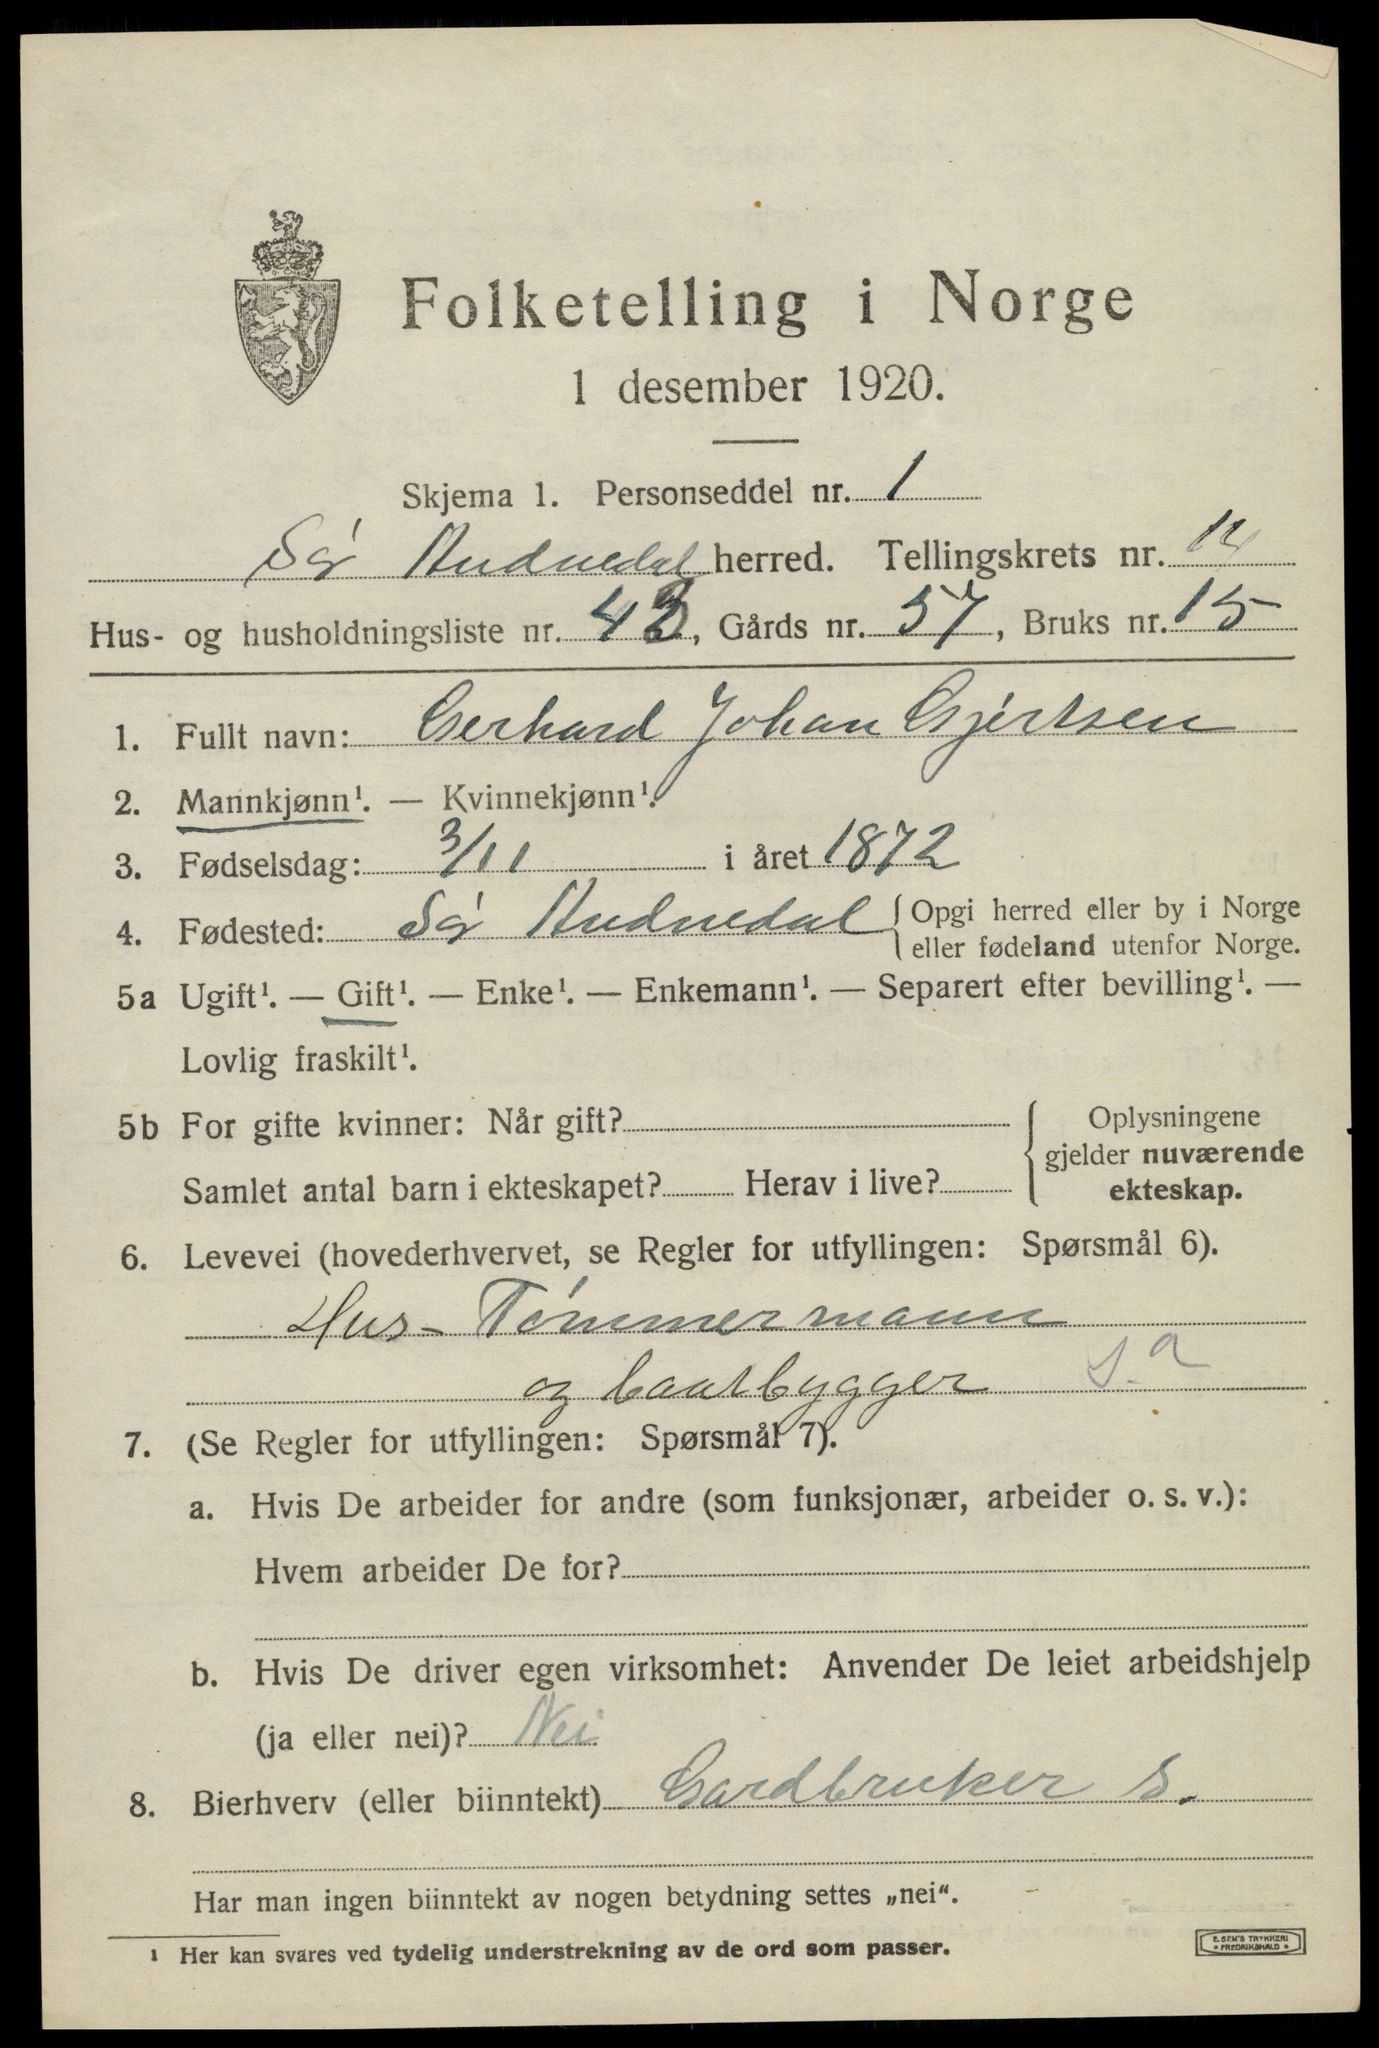 Folketelling i Norge
1 desember 1920.
Skjema 1. Personseddel nr. 1
Sör Audnedal herred. Tellingskrets nr. 14
Hus- og husholdningsliste nr. 43, Gårds nr. 57, Bruks nr. 15
1. Fullt navn: Gerhard Johan Gjertsen
2. Mannkjønn¹. — Kvinnekjønn¹.
3. Fødselsdag: 3/11 i året 1872
4. Fødested: Sör Audnedal { Opgi herred eller by i Norge
eller fødeland utenfor Norge.
5a Ugift¹. — Gift¹. — Enke¹. — Enkemann¹. — Separert efter bevilling¹. —
Lovlig fraskilt¹.
5b For gifte kvinner: Når gift?
Samlet antal barn i ekteskapet? Herav i live?
Oplysningene
gjelder nuværende
ekteskap.
6. Levevei (hovederhvervet, se Regler for utfyllingen: Spørsmål 6).
Hus- Tömmermann
og baatbygger s. a
7. (Se Regler for utfyllingen: Spørsmål 7).
a. Hvis De arbeider for andre (som funksjonær, arbeider o. s. v.):
Hvem arbeider De for?
b. Hvis De driver egen virksomhet: Anvender De leiet arbeidshjelp
(ja eller nei)? Nei
8. Bierhverv (eller biinntekt) Gardbruker s.
Har man ingen biinntekt av nogen betydning settes „nei“.
¹ Her kan svares ved tydelig understrekning av de ord som passer.
E. SEM'S TRYKKERI
• FREDRIKSHALD •